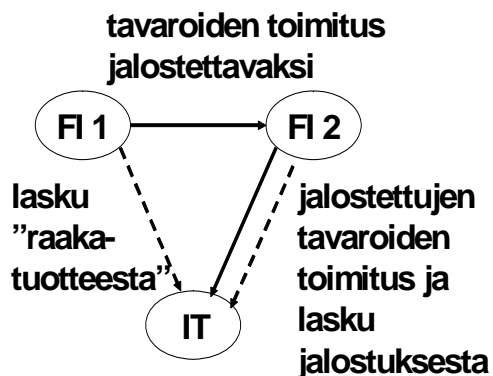 tavaroiden toimitus
jalostettavaksi
FI 1
FI 2
lasku
”raaka-
tuotteesta”
jalostettujen
tavaroiden
toimitus ja
lasku
jalostuksesta
IT